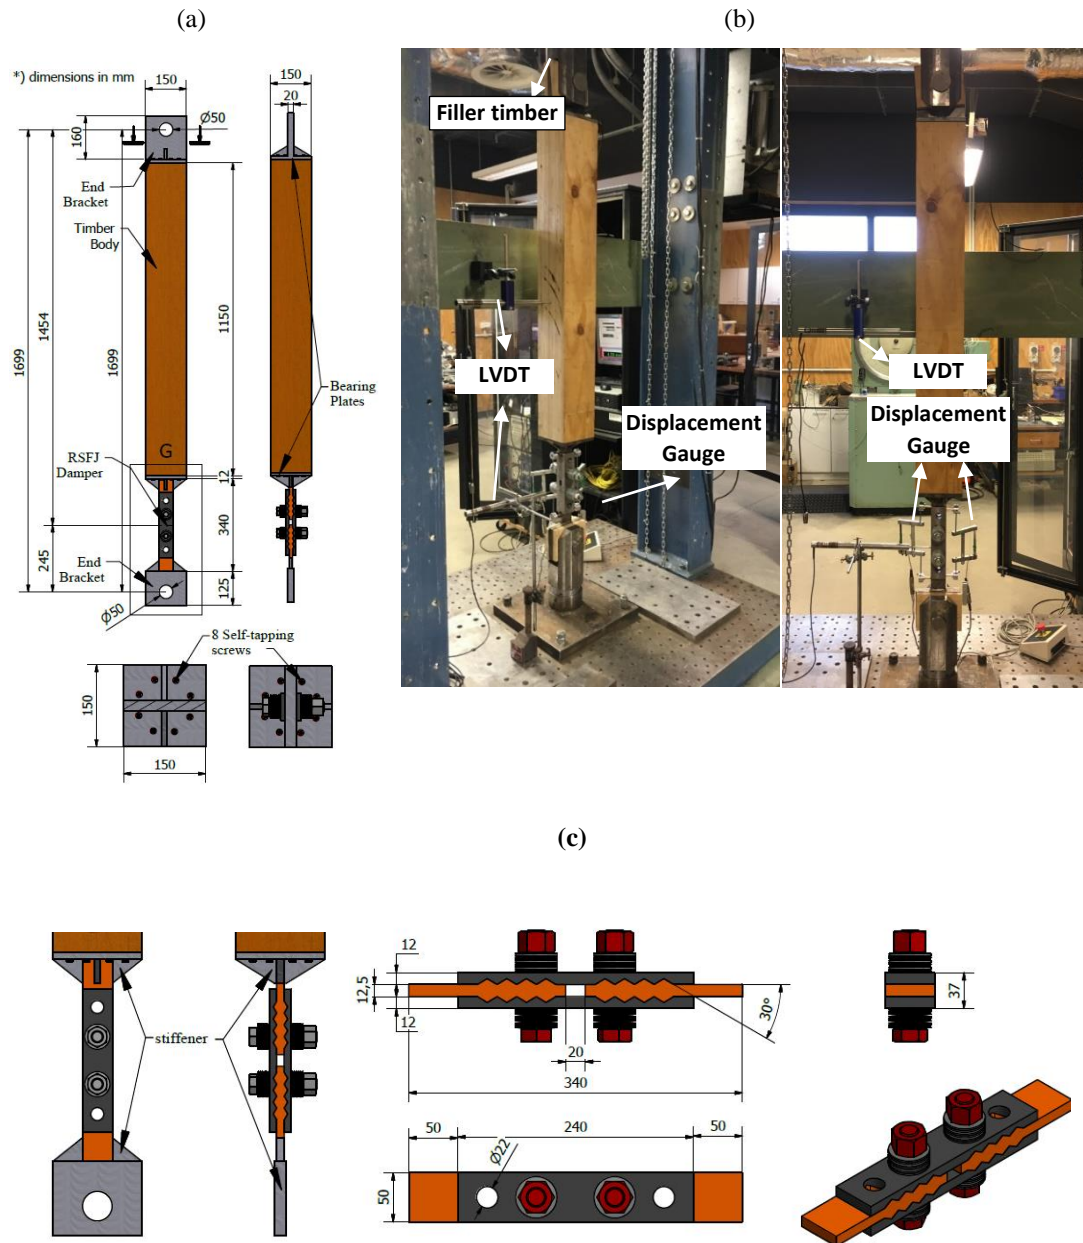 (a)
(b)
*) dimensions in mm
150
150
20
Ø50
160
End
Bracket
Timber
Body
1150
1454
1699
1699
Bearing
Plates
G
RSFJ
Damper
12
340
245
End
Bracket
125
Ø50
8 Self-tapping
screws
150
150
Filler timber
LVDT
Displacement
Gauge
LVDT
Displacement
Gauge
(c)
stiffener
12
12,5
12
30°
20
340
37
50
240
50
Ø22
50